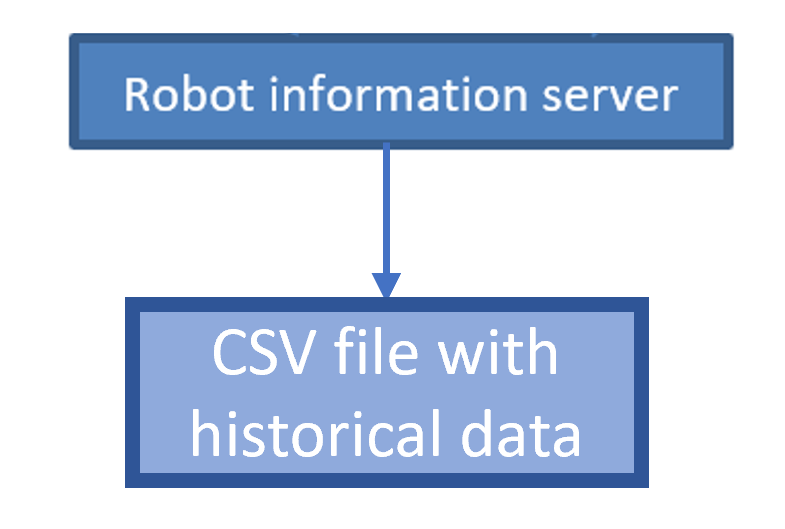 Robot information server
CSV file with
historical data